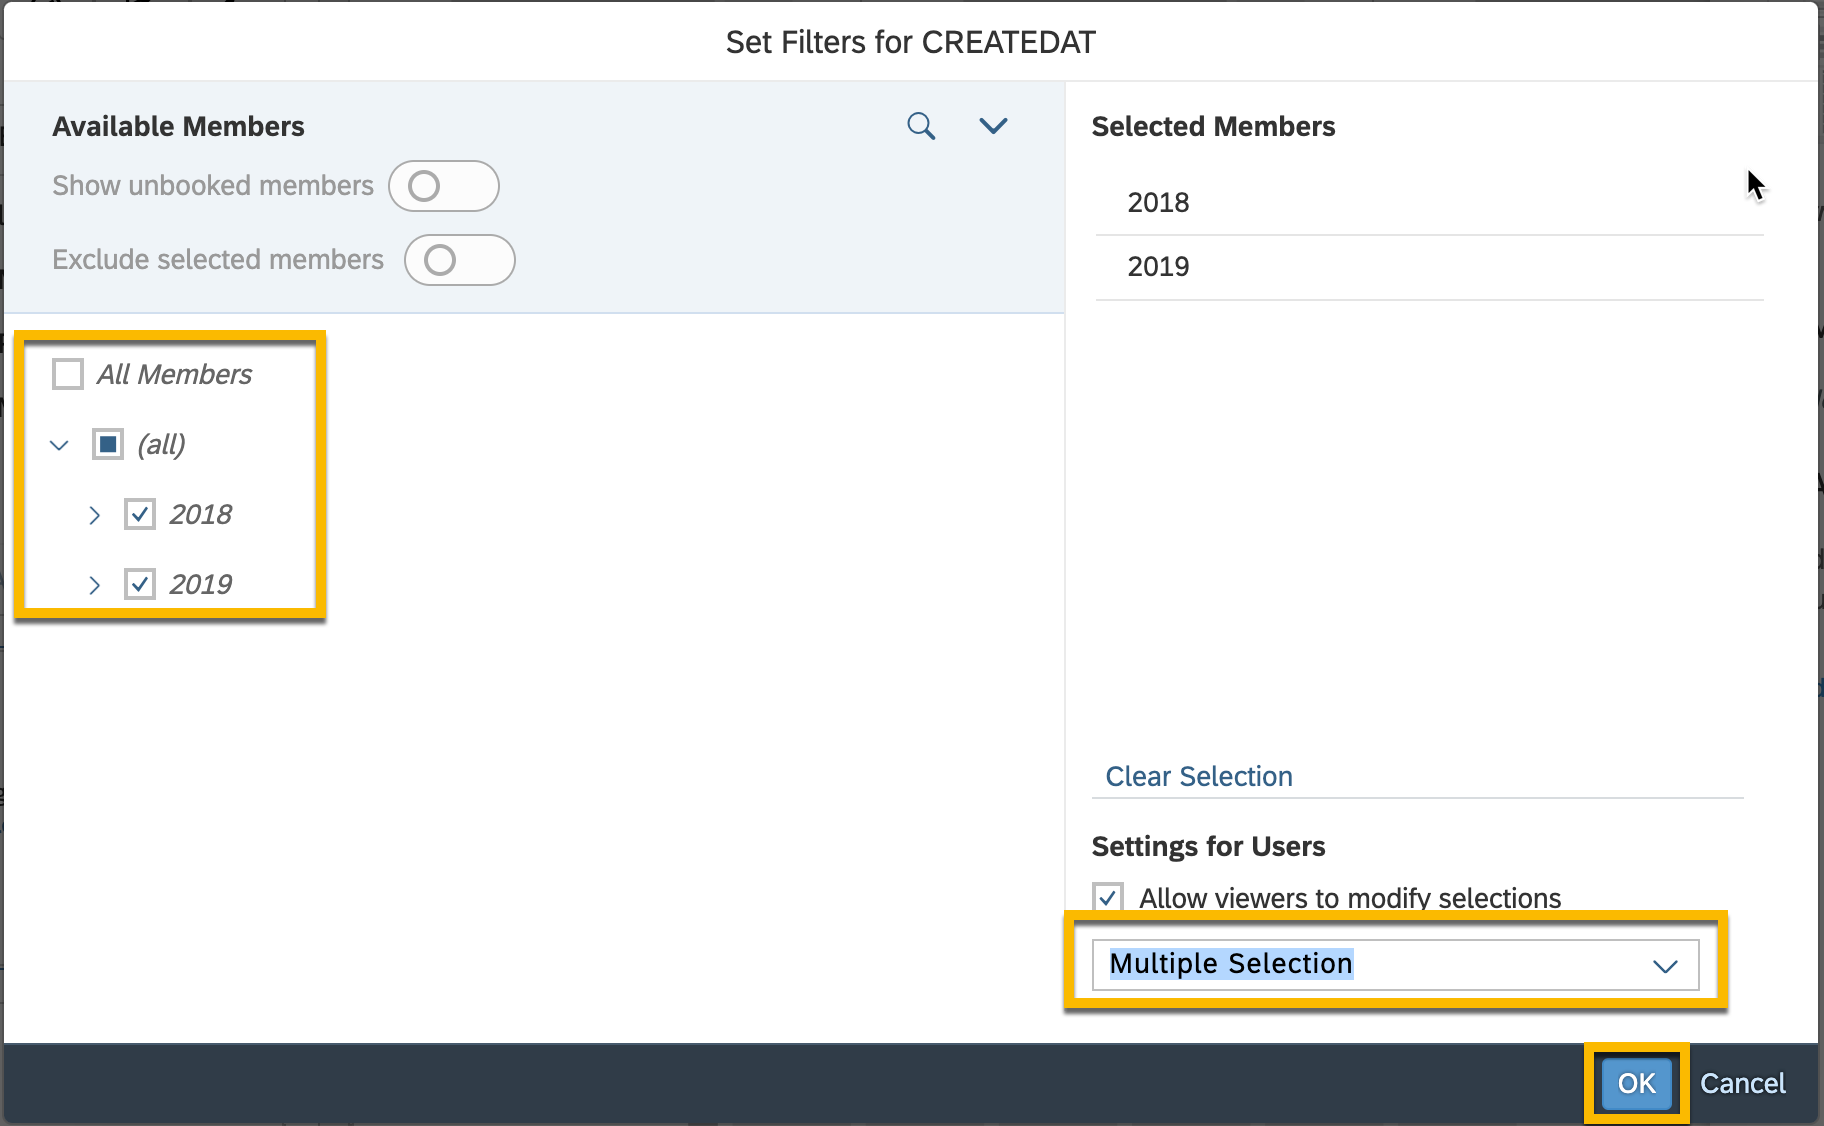 Set Filters for CREATEDAT
Available Members
Show unbooked members
Exclude selected members
All Members
(all)
2018
2019
Selected Members
2018
2019
Clear Selection
Settings for Users
Allow viewers to modify selections
Multiple Selection
OK
Cancel